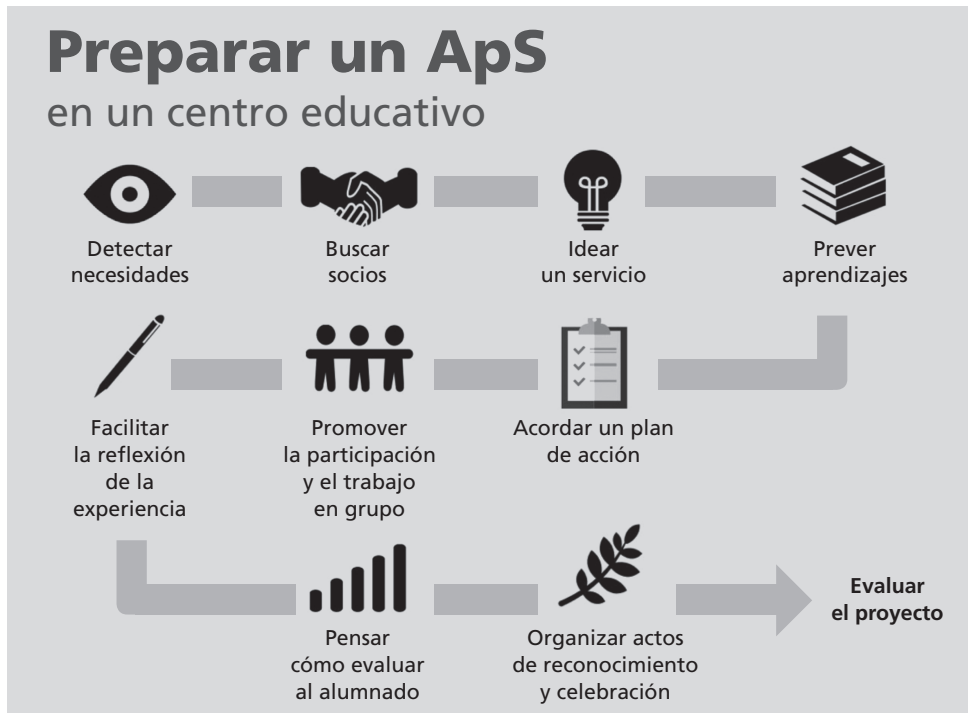 Preparar un ApS
en un centro educativo
Detectar
necesidades
Buscar
socios
Idear
un servicio
Prever
aprendizajes
Acordar un plan
de acción
Promover
la participación
y el trabajo
en grupo
Facilitar
la reflexión
de la
experiencia
Pensar
cómo evaluar
al alumnado
Organizar actos
de reconocimiento
y celebración
Evaluar
el proyecto